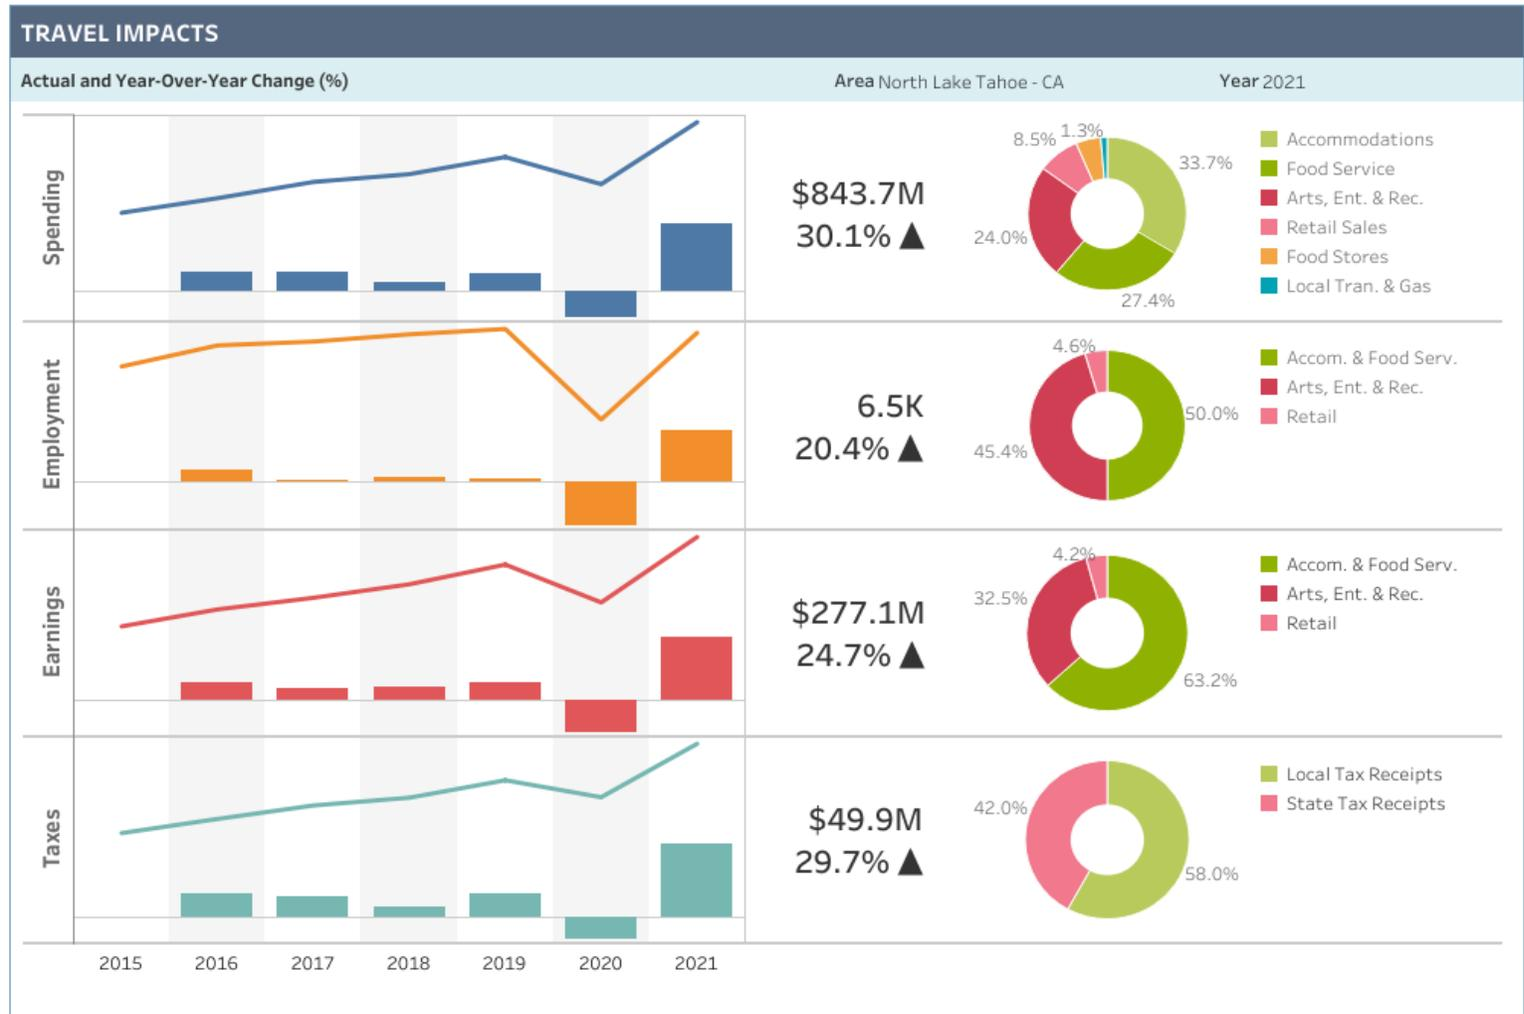 TRAVEL IMPACTS
Actual and Year-Over-Year Change (%) Area North Lake Tahoe - CA Year 2021
Spending
$843.7M
30.1% ▲
8.5%
1.3%
33.7%
24.0%
27.4%
Accommodations
Food Service
Arts, Ent. & Rec.
Retail Sales
Food Stores
Local Tran. & Gas
Employment
6.5K
20.4% ▲
4.6%
50.0%
45.4%
Accom. & Food Serv.
Arts, Ent. & Rec.
Retail
Earnings
$277.1M
24.7% ▲
4.2%
32.5%
63.2%
Accom. & Food Serv.
Arts, Ent. & Rec.
Retail
Taxes
$49.9M
29.7% ▲
42.0%
58.0%
Local Tax Receipts
State Tax Receipts
2015 2016 2017 2018 2019 2020 2021